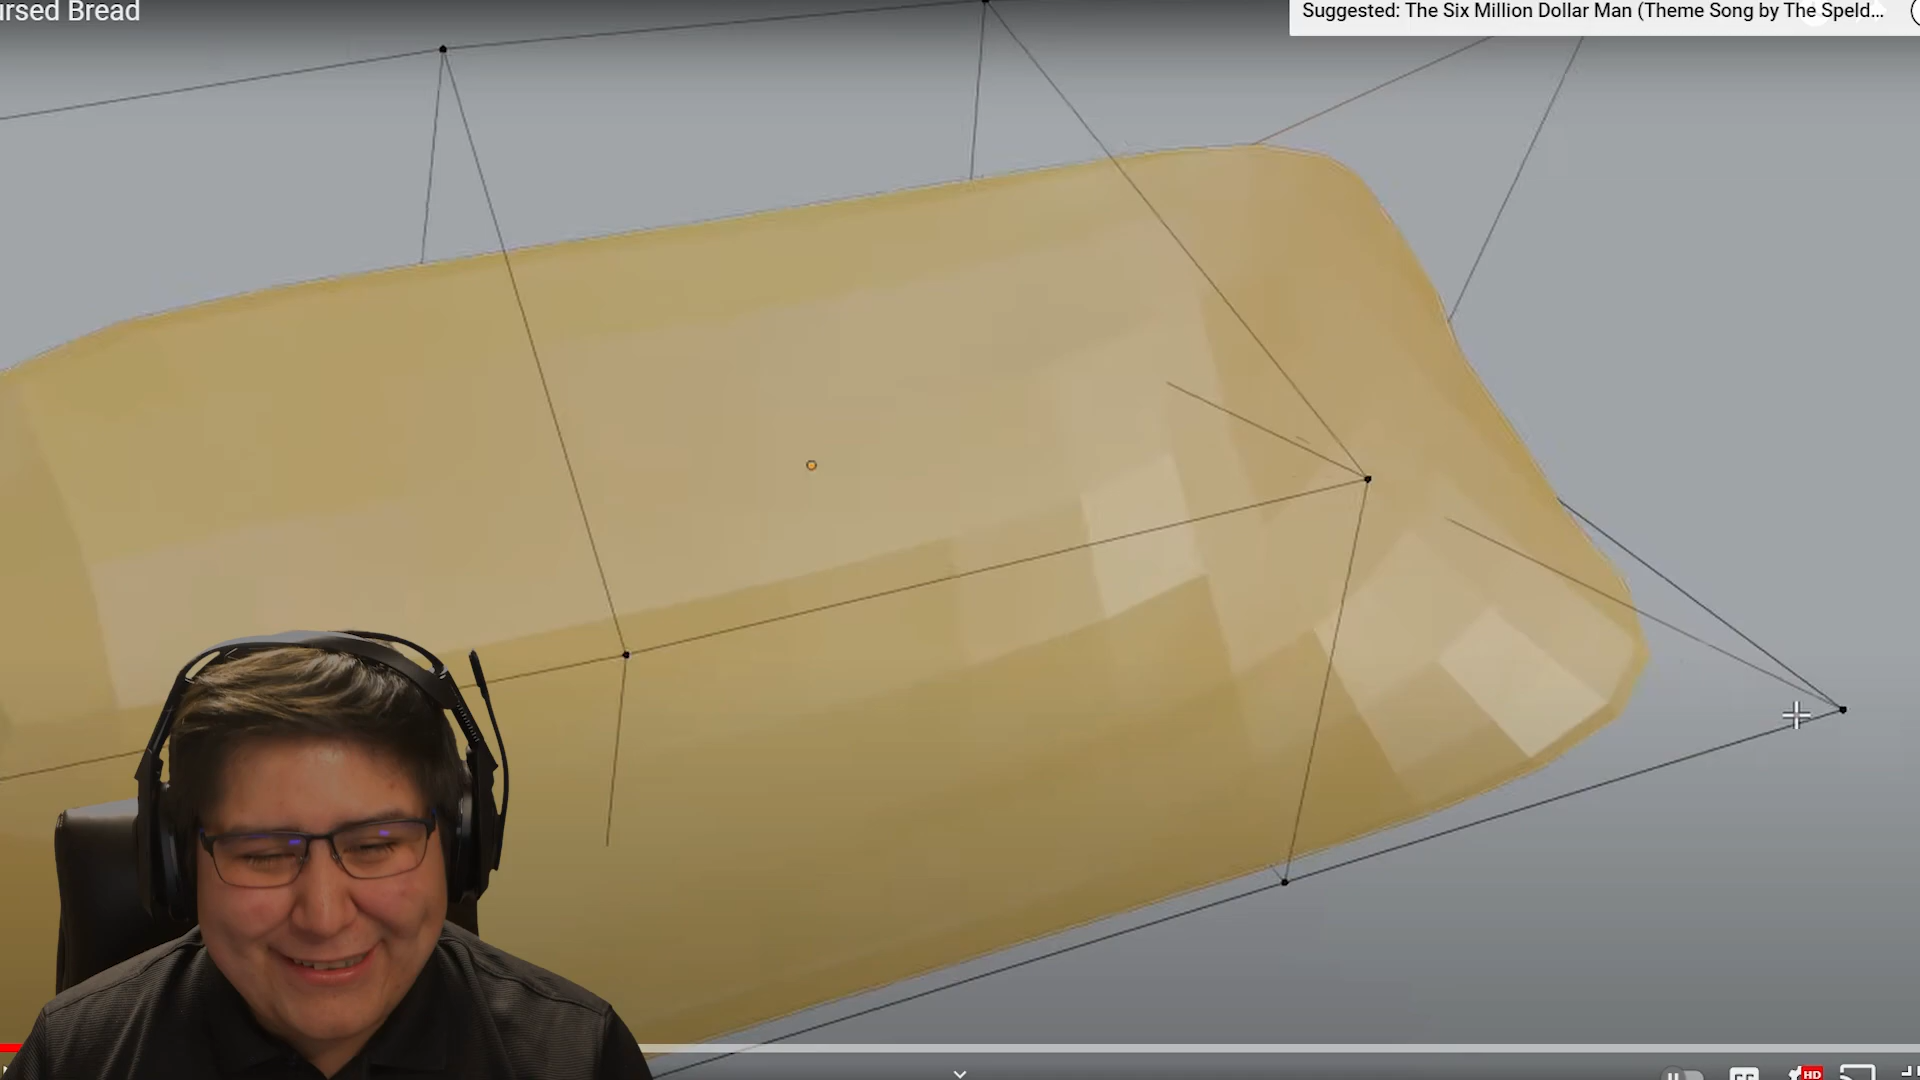 ursed Bread
Suggested: The Six Million Dollar Man (Theme Song by The Speld...
HD